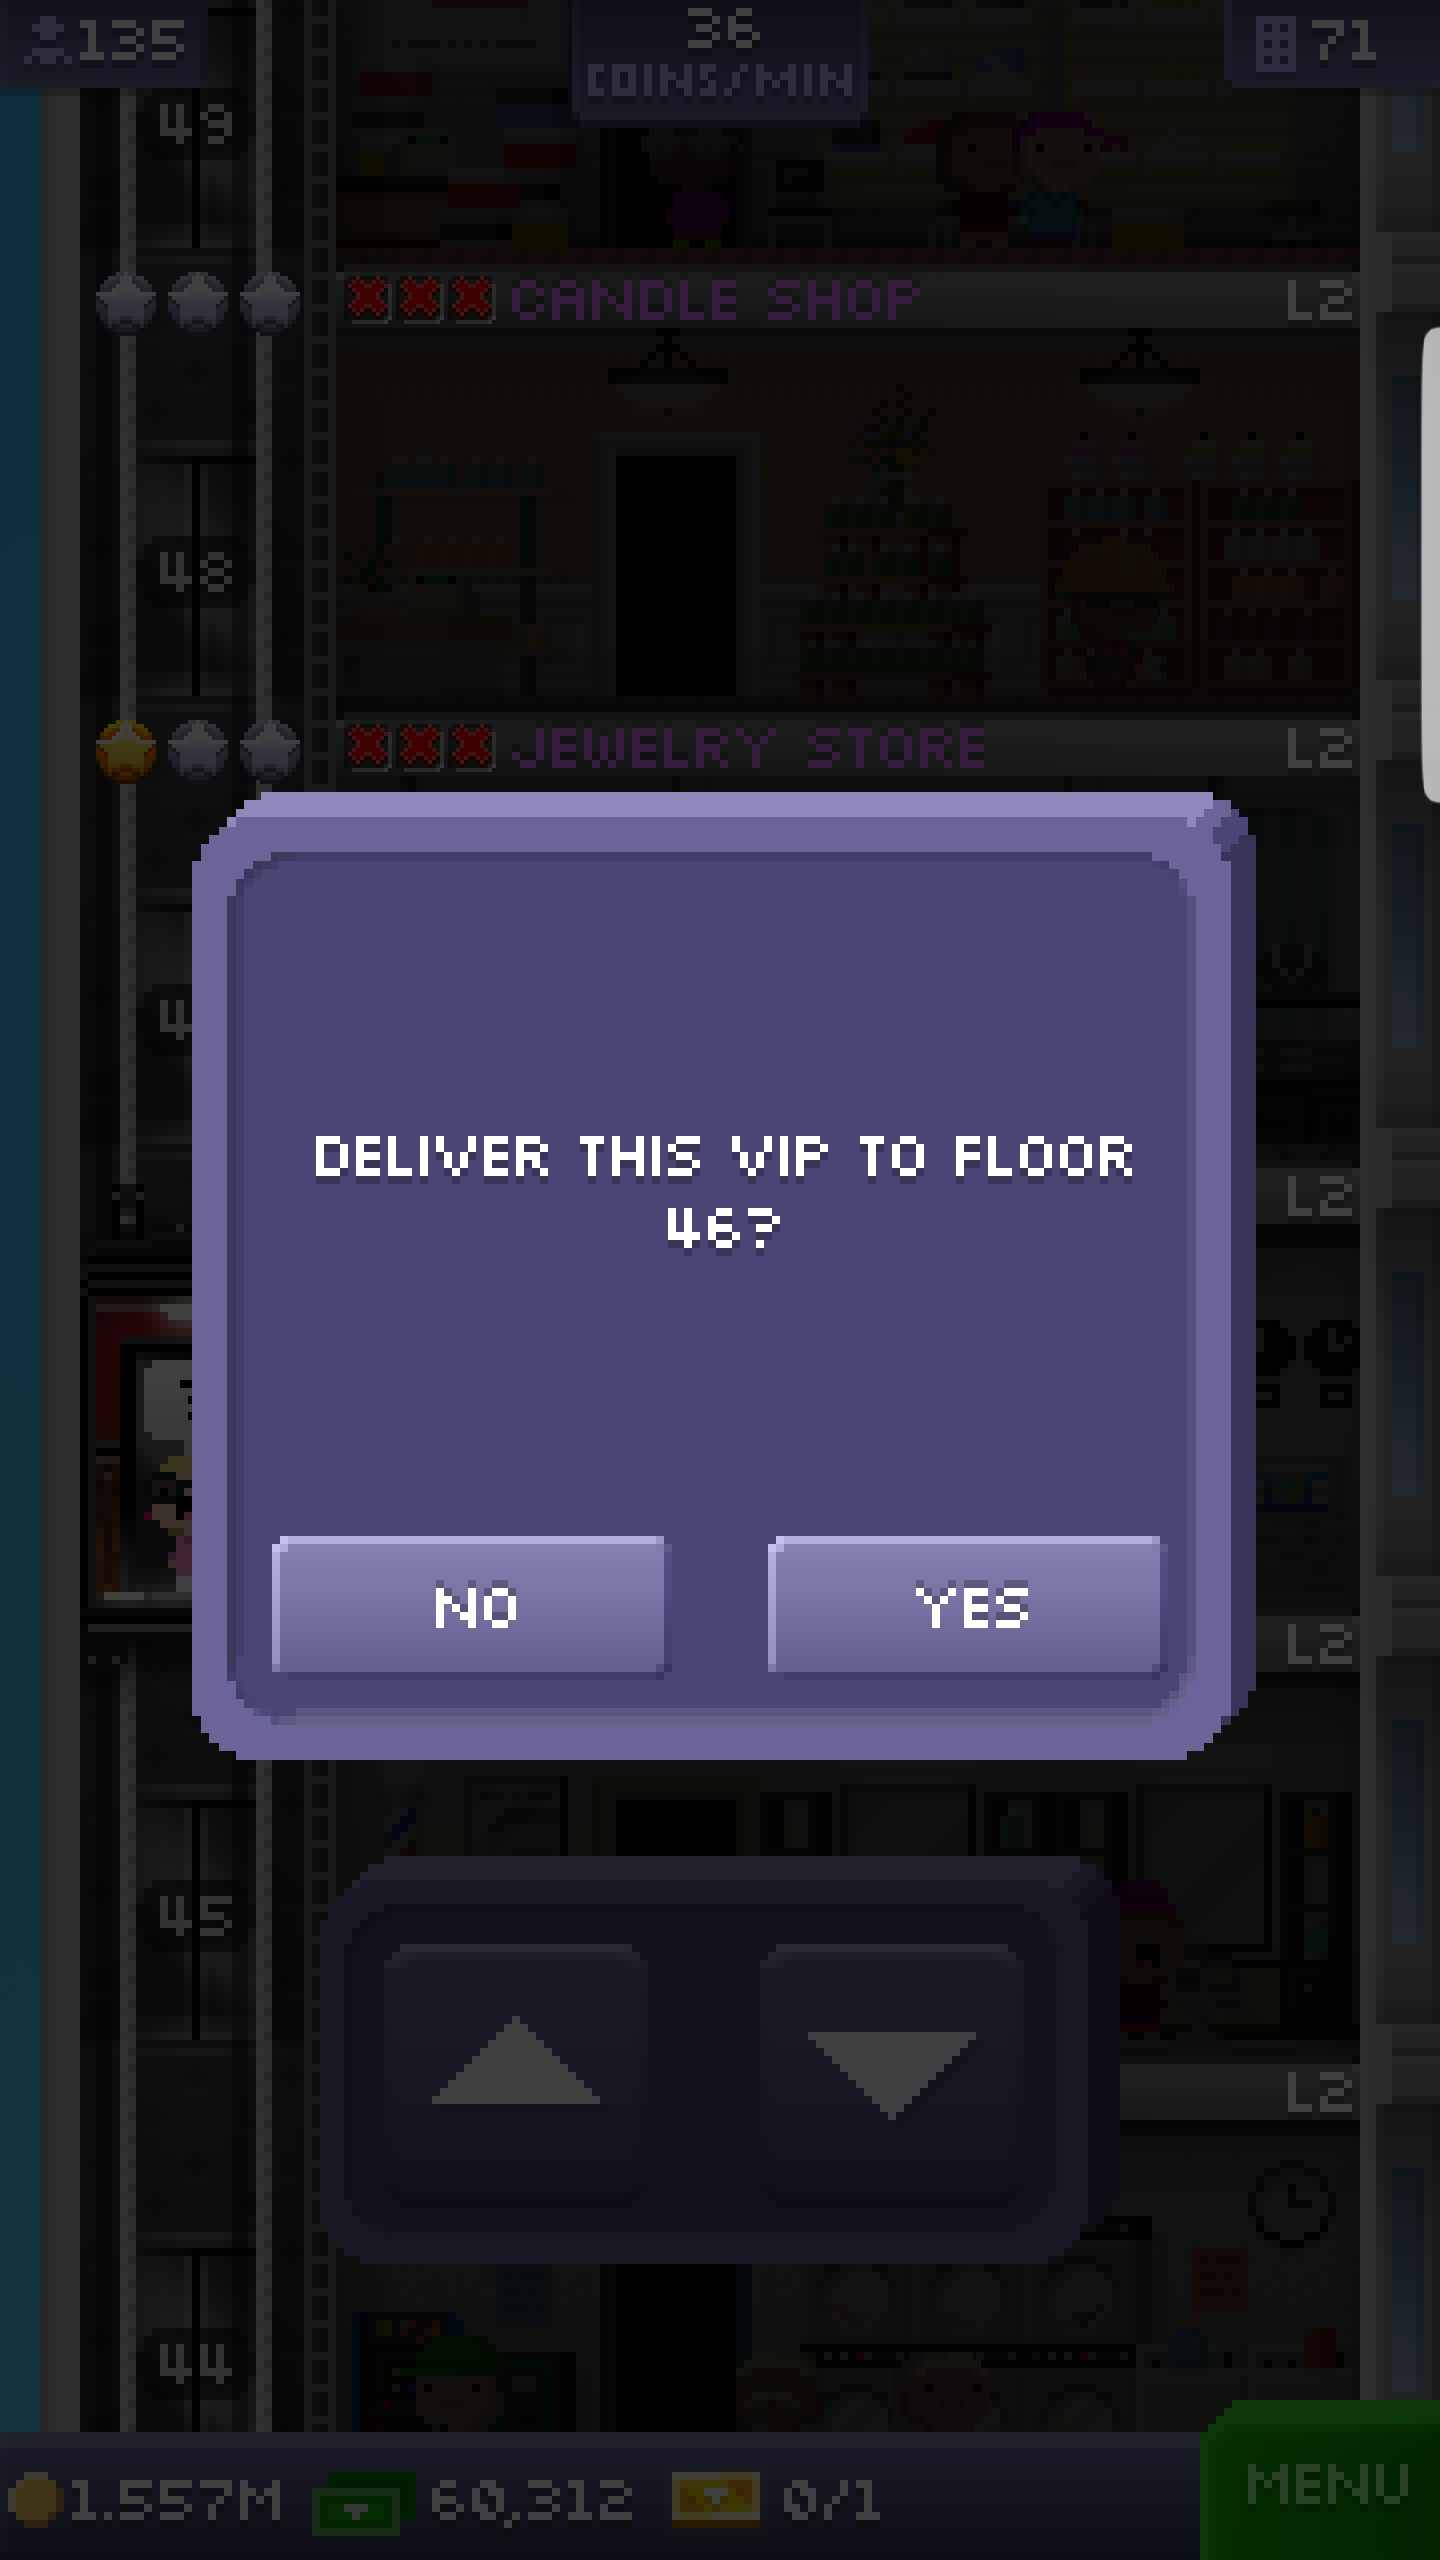 135
36
COINS/MIN
71
49
CANDLE SHOP L2
48
JEWELRY STORE L2
L2
DELIVER THIS VIP TO FLOOR
46?
NO YES
L2
45
L2
44
1.557M 60,312 0/1 MENU